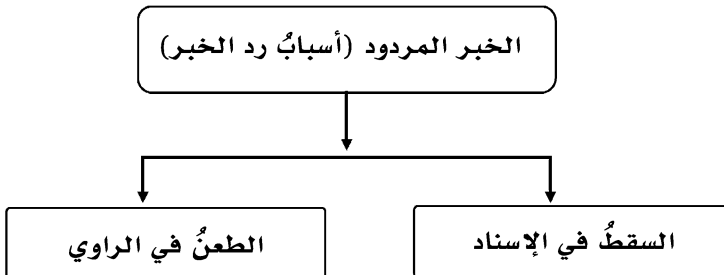 الخبر المردود (أسبابُ رد الخبر)
السقطُ في الإسناد
الطعنُ في الراوي